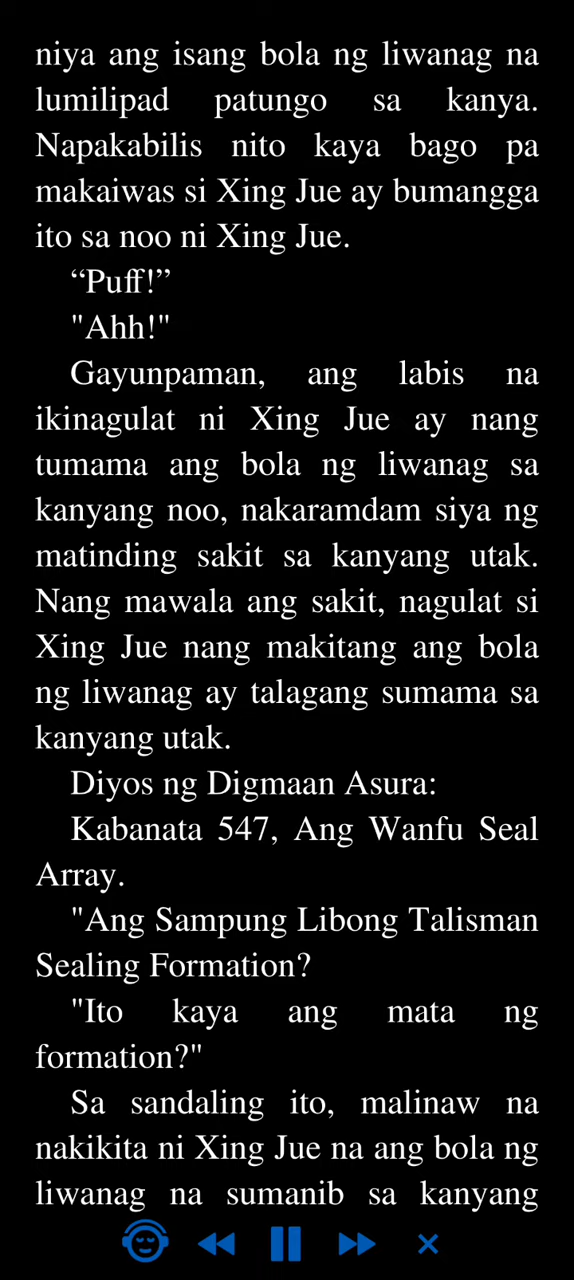 niya ang isang bola ng liwanag na
lumilipad patungo sa kanya.
Napakabilis nito kaya bago pa
makaiwas si Xing Jue ay bumangga
ito sa noo ni Xing Jue.
“Puff!”
"Ahh!"
Gayunpaman, ang labis na
ikinagulat ni Xing Jue ay nang
tumama ang bola ng liwanag sa
kanyang noo, nakaramdam siya ng
matinding sakit sa kanyang utak.
Nang mawala ang sakit, nagulat si
Xing Jue nang makitang ang bola
ng liwanag ay talagang sumama sa
kanyang utak.
Diyos ng Digmaan Asura:
Kabanata 547, Ang Wanfu Seal
Array.
"Ang Sampung Libong Talisman
Sealing Formation?
"Ito kaya ang mata ng
formation?"
Sa sandaling ito, malinaw na
nakikita ni Xing Jue na ang bola ng
liwanag na sumanib sa kanyang